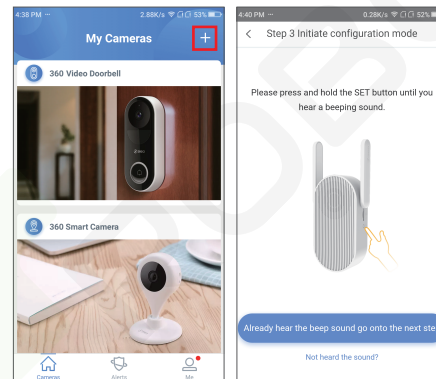 4:38 PM ··· 2.88K/s 53%
My Cameras
+
360 Video Doorbell
360 Smart Camera
Cameras Alerts Me
4:40 PM ··· 0.28K/s 52%
Step 3 Initiate configuration mode
Please press and hold the SET button until you
hear a beeping sound.
Already hear the beep sound go onto the next ste
Not heard the sound?